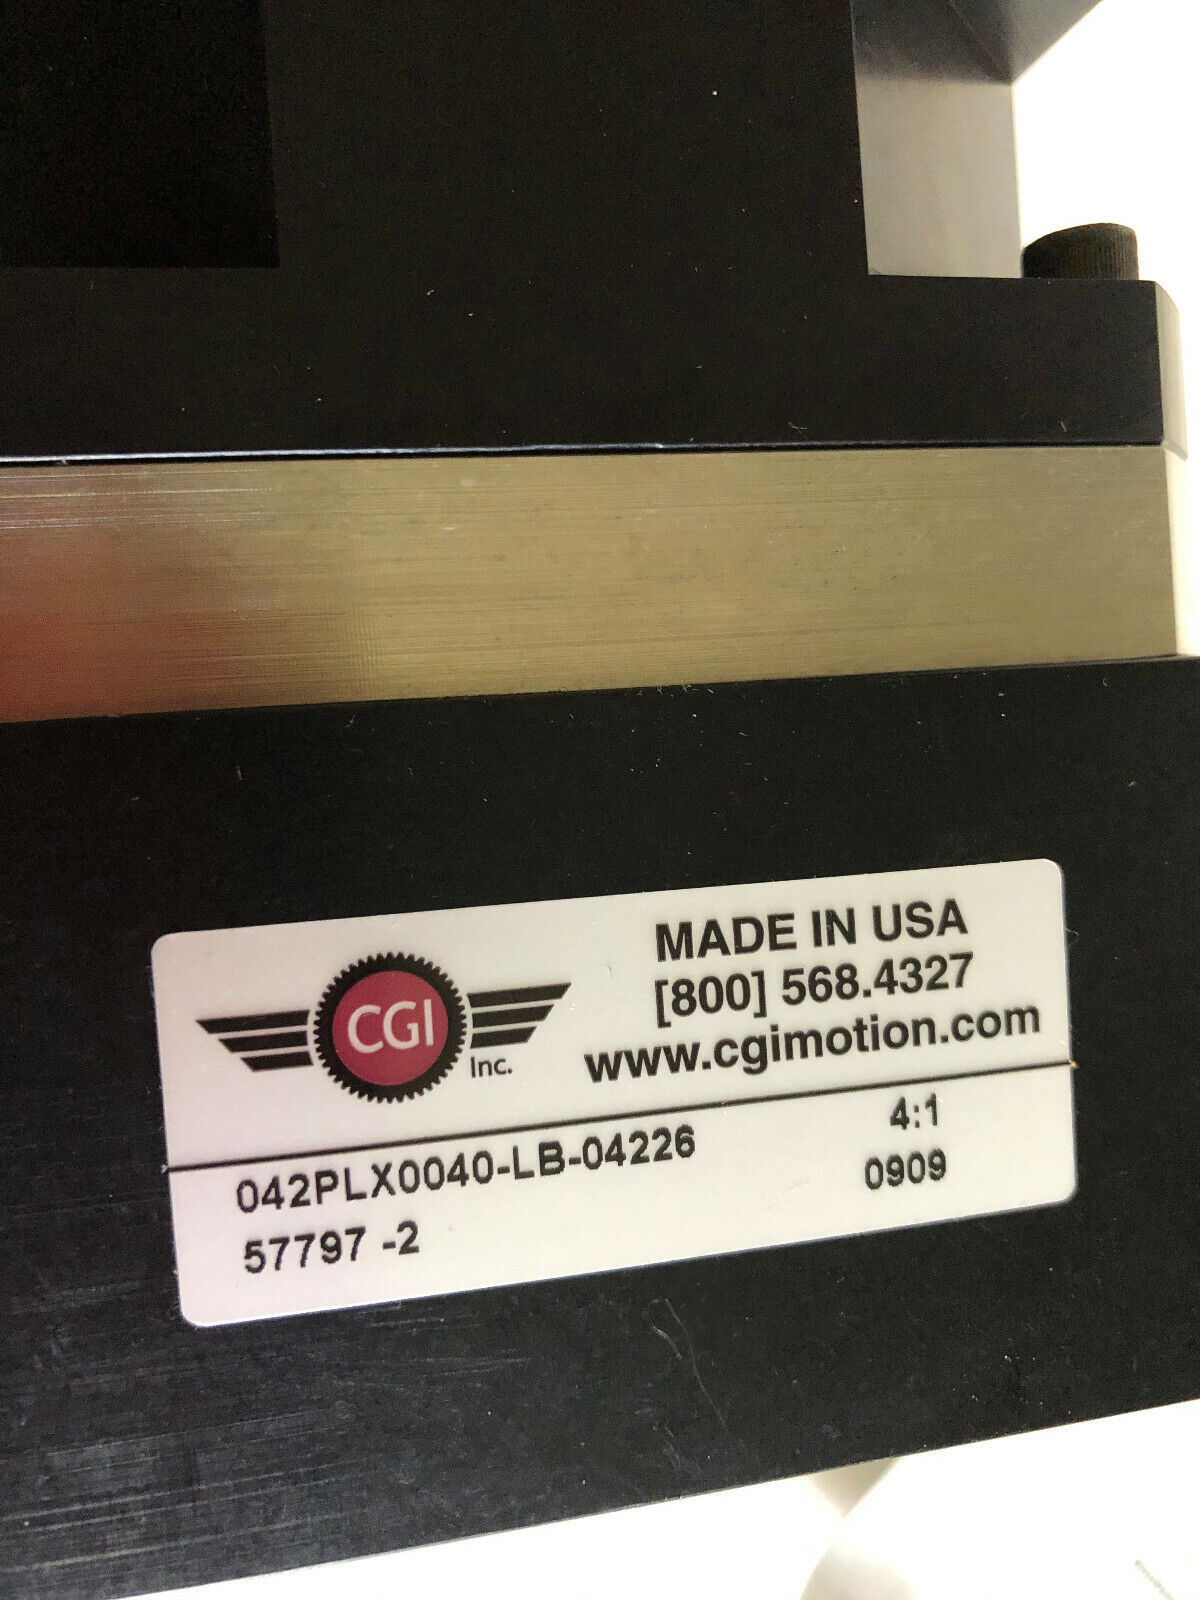 CGI
Inc.
MADE IN USA
[800] 568.4327
www.cgimotion.com
042PLX0040-LB-04226 4:1
57797 -2 0909